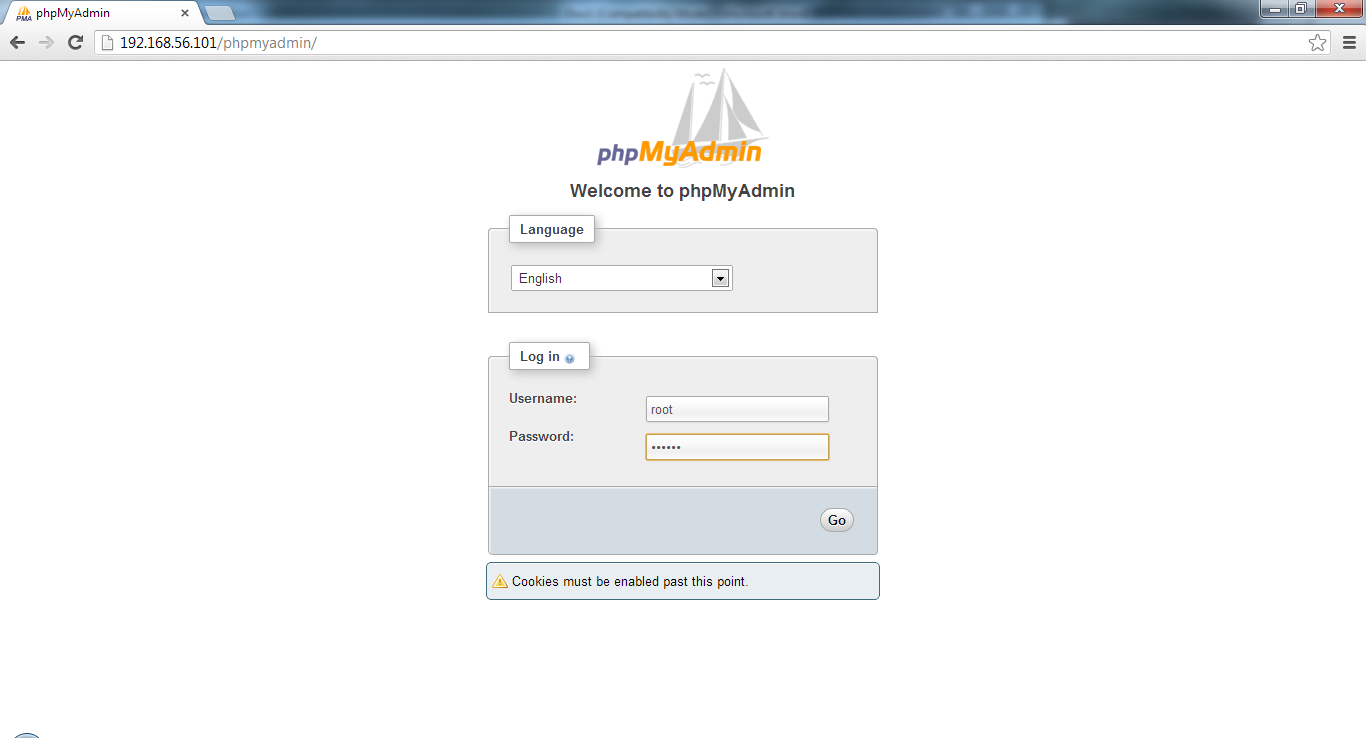 PMA phpMyAdmin
192.168.56.101/phpmyadmin/
phpMyAdmin
Welcome to phpMyAdmin
Language
English
Log in
Username:
root
Password:
••••••
Go
Cookies must be enabled past this point.